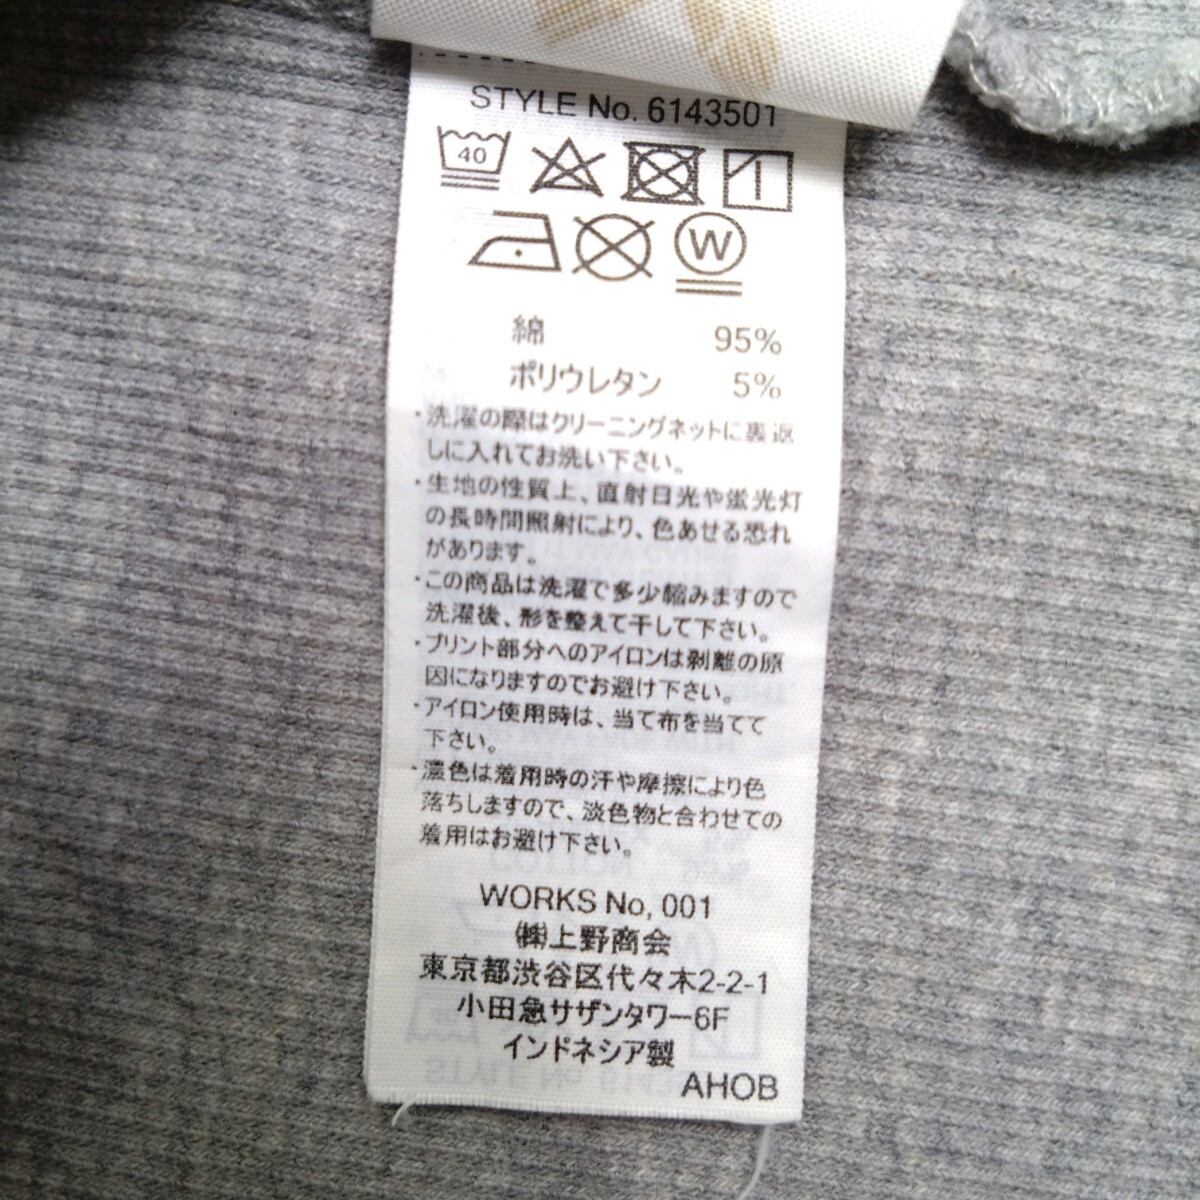 STYLE No. 6143501
40
W
綿 95%
ポリウレタン 5%
・洗濯の際はクリーニングネットに裏返
しに入れてお洗い下さい。
・生地の性質上、直射日光や蛍光灯
の長時間照射により、色あせる恐れ
があります。
・この商品は洗濯で多少縮みますので
洗濯後、形を整えて干して下さい。
・プリント部分へのアイロンは剥離の原
因になりますのでお避け下さい。
・アイロン使用時は、当て布を当てて
下さい。
・濃色は着用時の汗や摩擦により色
落ちしますので、淡色物と合わせての
着用はお避け下さい。
WORKS No, 001
㈱上野商会
東京都渋谷区代々木2-2-1
小田急サザンタワー6F
インドネシア製
AHOB